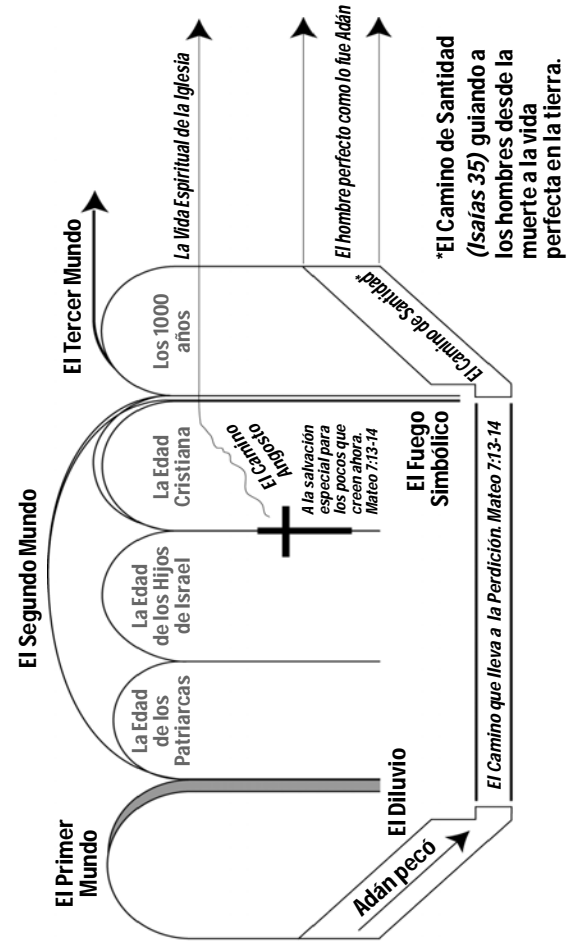 El Primer
Mundo
El Segundo Mundo
El Tercer Mundo
La Edad
de los
Patriarcas
La Edad
de los Hijos
de Israel
La Edad
Cristiana
Los 1000
años
La Vida Espiritual de la Iglesia
El Camino
Angosto
A la salvación
especial para
los pocos que
creen ahora.
Mateo 7:13-14
El hombre perfecto como lo fue Adán
El Diluvio
El Fuego
Simbólico
Adán pecó
El Camino que lleva a la Perdición. Mateo 7:13-14
El Camino de Santidad*
*El Camino de Santidad
(Isaías 35) guiando a
los hombres desde la
muerte a la vida
perfecta en la tierra.